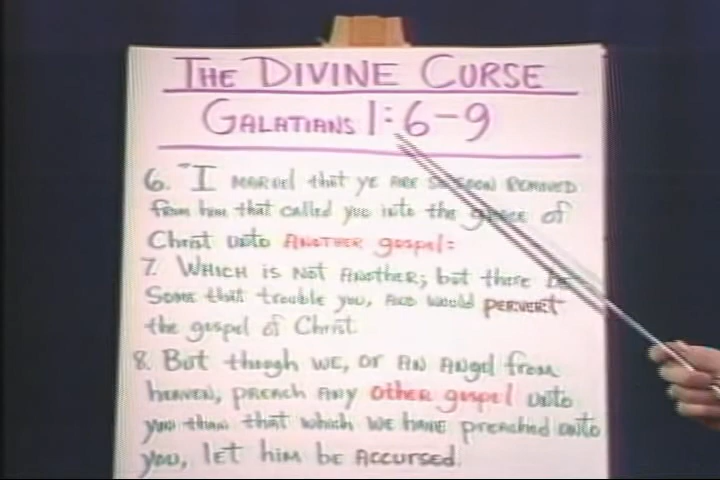 THE DIVINE CURSE
GALATIANS 1:6-9
6. "I MARVEl that ye ARE so soon REMOVED
from him that called you into the grace of
Christ unto ANOTHER gospel:
7. WHICH is NOT ANOTHER; but there be
Some that trouble you, AND would PERVERT
the gospel of Christ.
8. But though WE, or AN ANgEl from
HEAVEN, PREACH ANy other gospel unto
you than that which WE HAVE PREACHED unto
you, let him be ACCURSED.